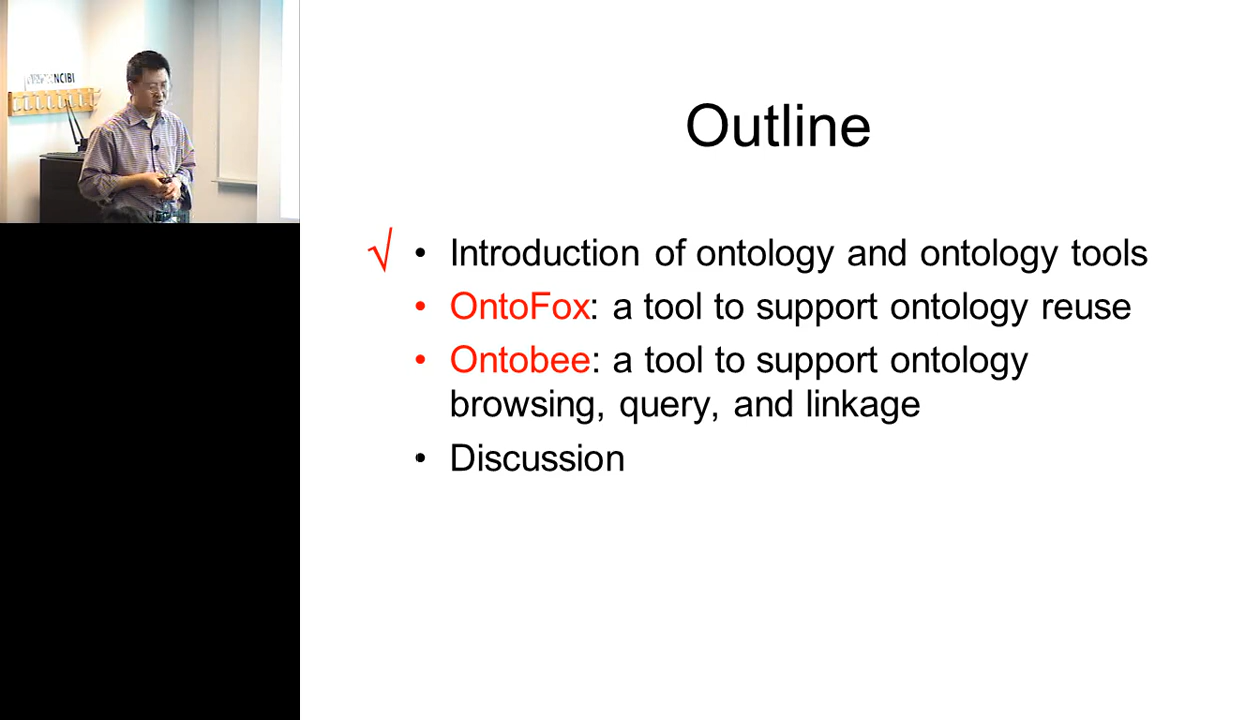 NCIBI
Outline
√ • Introduction of ontology and ontology tools
• OntoFox: a tool to support ontology reuse
• Ontobee: a tool to support ontology
browsing, query, and linkage
• Discussion